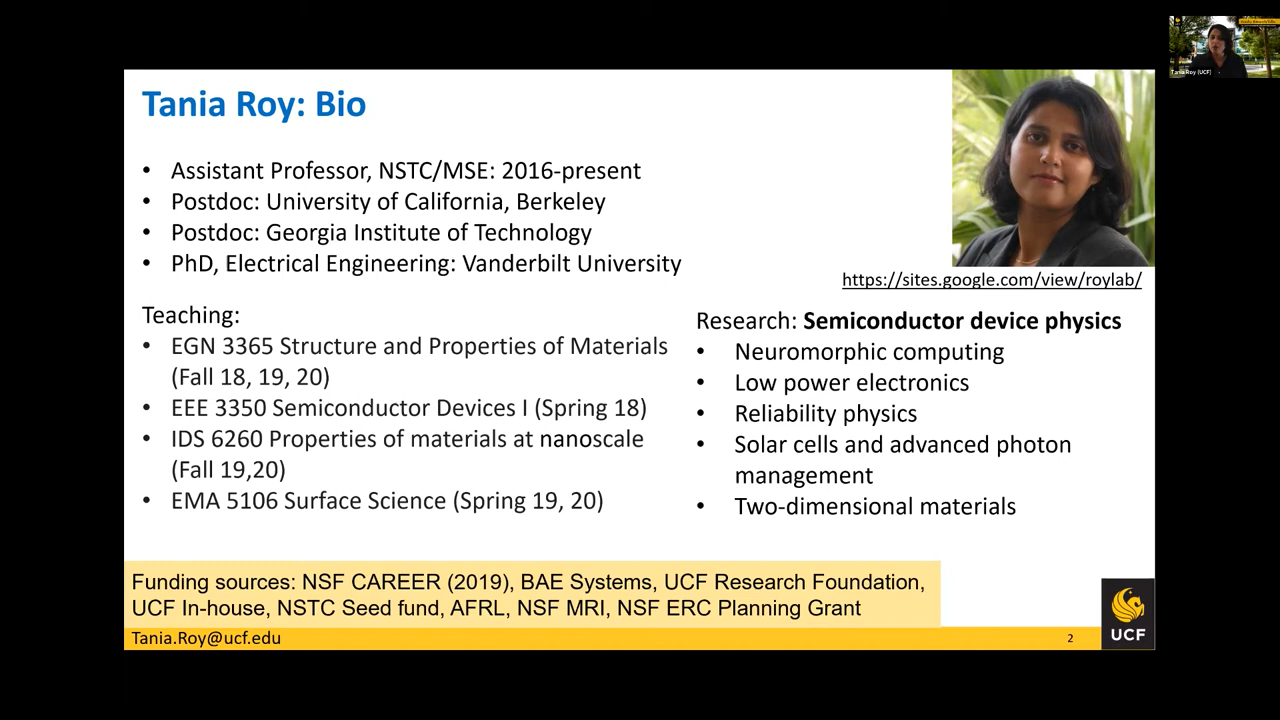 Tania Roy: Bio
• Assistant Professor, NSTC/MSE: 2016-present
• Postdoc: University of California, Berkeley
• Postdoc: Georgia Institute of Technology
• PhD, Electrical Engineering: Vanderbilt University
https://sites.google.com/view/roylab/
Teaching:
• EGN 3365 Structure and Properties of Materials
(Fall 18, 19, 20)
• EEE 3350 Semiconductor Devices I (Spring 18)
• IDS 6260 Properties of materials at nanoscale
(Fall 19,20)
• EMA 5106 Surface Science (Spring 19, 20)
Research: Semiconductor device physics
• Neuromorphic computing
• Low power electronics
• Reliability physics
• Solar cells and advanced photon
management
• Two-dimensional materials
Funding sources: NSF CAREER (2019), BAE Systems, UCF Research Foundation,
UCF In-house, NSTC Seed fund, AFRL, NSF MRI, NSF ERC Planning Grant
Tania.Roy@ucf.edu
2
UCF
Tania Roy (UCF)